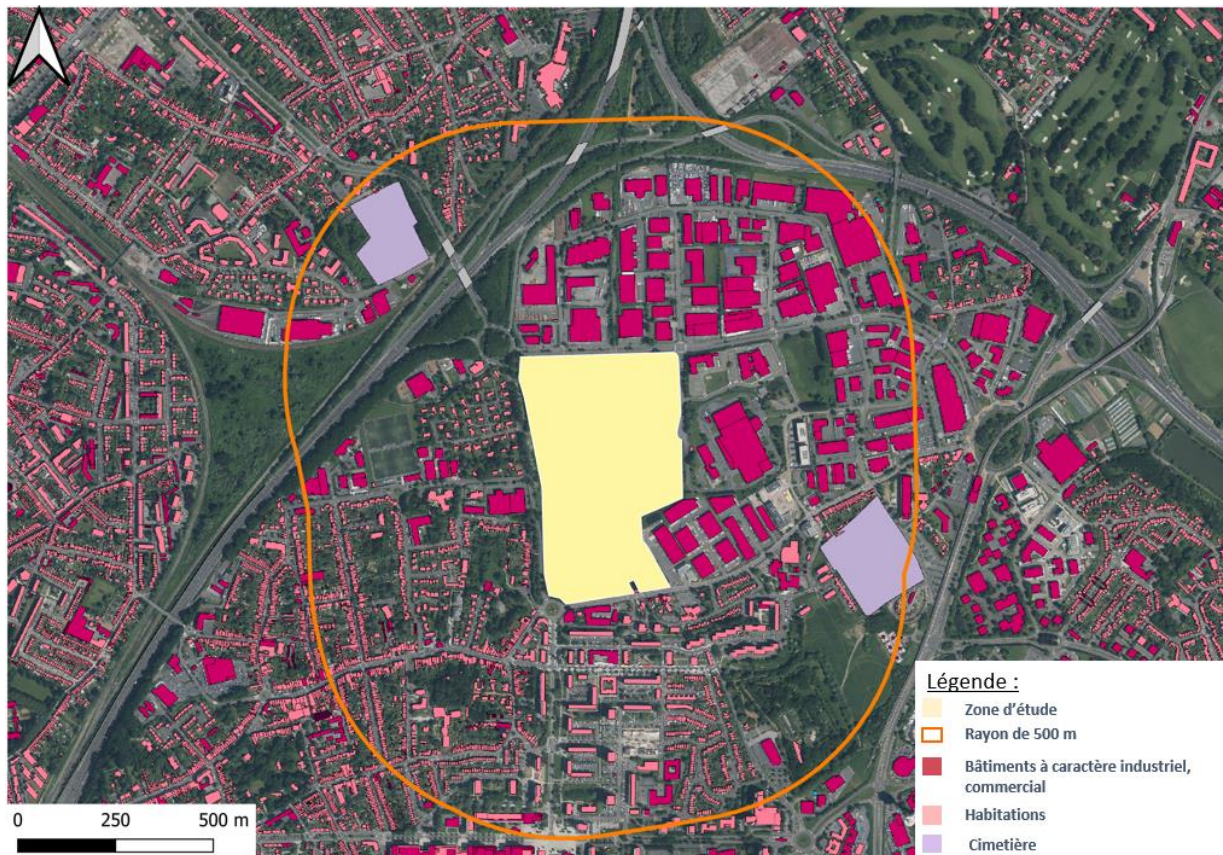 Légende :
Zone d’étude
Rayon de 500 m
Bâtiments à caractère industriel,
commercial
Habitations
Cimetière
0 250 500 m